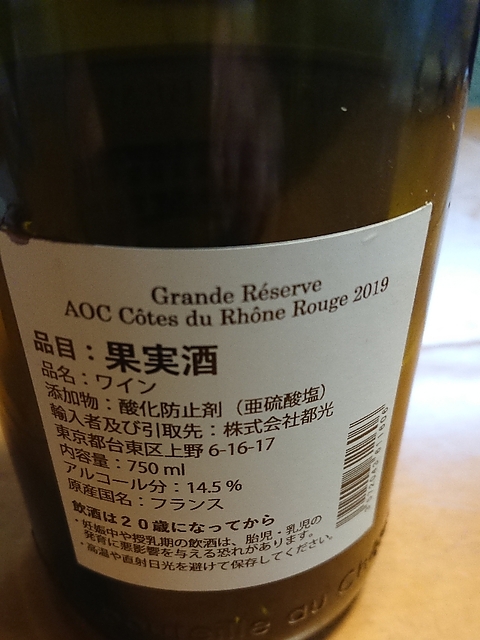 Grande Réserve
AOC Côtes du Rhône Rouge 2019
品目：果実酒
品名：ワイン
添加物：酸化防止剤（亜硫酸塩）
輸入者及び引取先：株式会社都光
東京都台東区上野 6-16-17
内容量：750 ml
アルコール分：14.5 %
原産国名：フランス
飲酒は２０歳になってから
・妊娠中や授乳期の飲酒は、胎児・乳児の
発育に悪影響を与える恐れがあります。
・高温や直射日光を避けて保存してください。
du